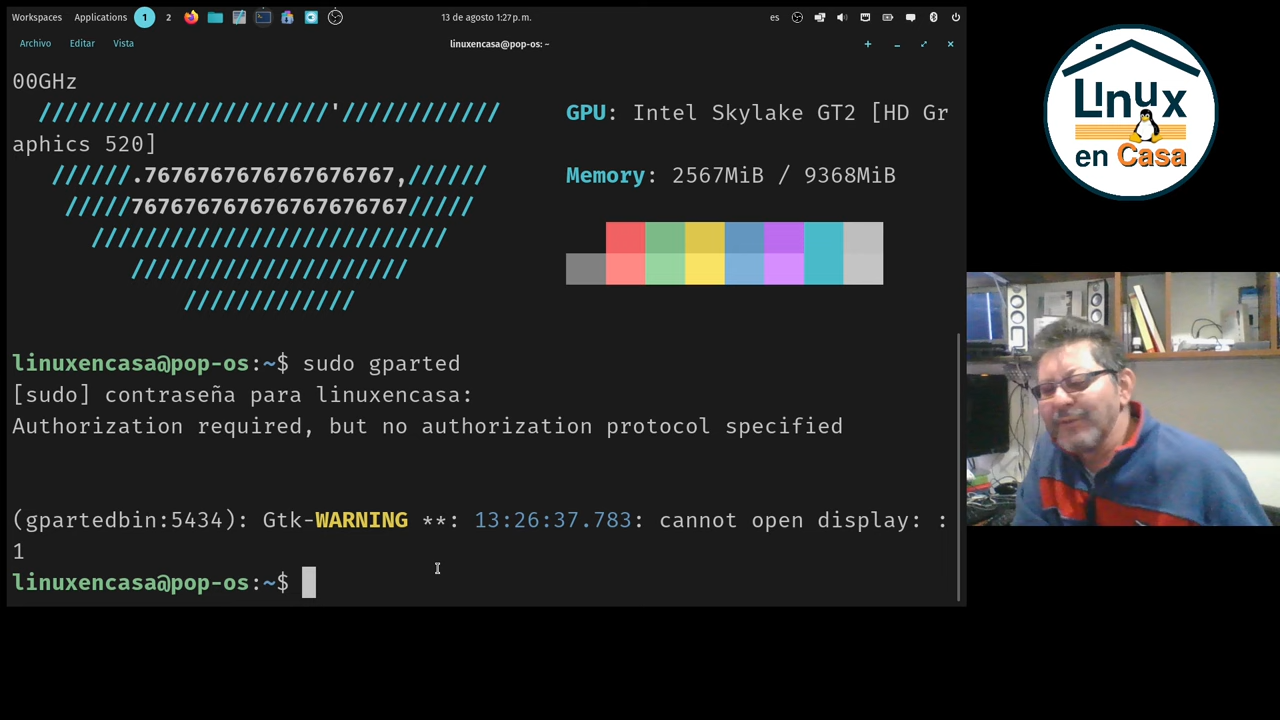 Workspaces Applications 1 2 13 de agosto 1:27 p. m. es
Archivo Editar Vista linuxencasa@pop-os: ~
00GHz
//////////////////////'//////////// GPU: Intel Skylake GT2 [HD Gr
aphics 520]
//////.7676767676767676767,////// Memory: 2567MiB / 9368MiB
/////767676767676767676767/////
///////////////////////////
/////////////////////
/////////////
linuxencasa@pop-os:~$ sudo gparted
[sudo] contraseña para linuxencasa:
Authorization required, but no authorization protocol specified
(gpartedbin:5434): Gtk-WARNING **: 13:26:37.783: cannot open display: :
1
linuxencasa@pop-os:~$
Linux
en Casa